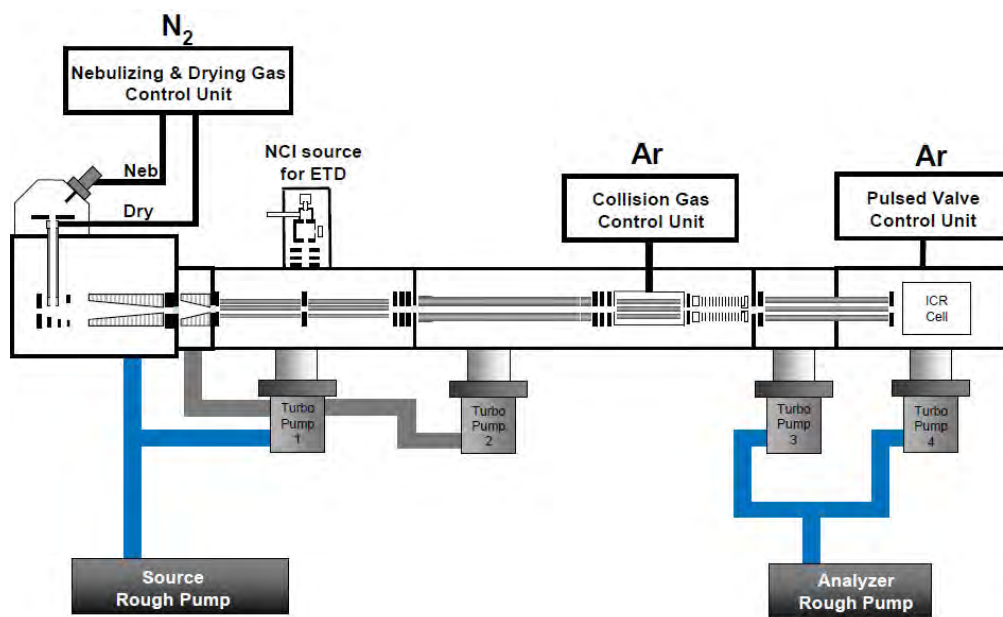 N2
Nebulizing & Drying Gas
Control Unit
Neb
Dry
NCI source
for ETD
Ar
Collision Gas
Control Unit
Ar
Pulsed Valve
Control Unit
ICR
Cell
Turbo
Pump
1
Turbo
Pump
2
Turbo
Pump
3
Turbo
Pump
4
Source
Rough Pump
Analyzer
Rough Pump